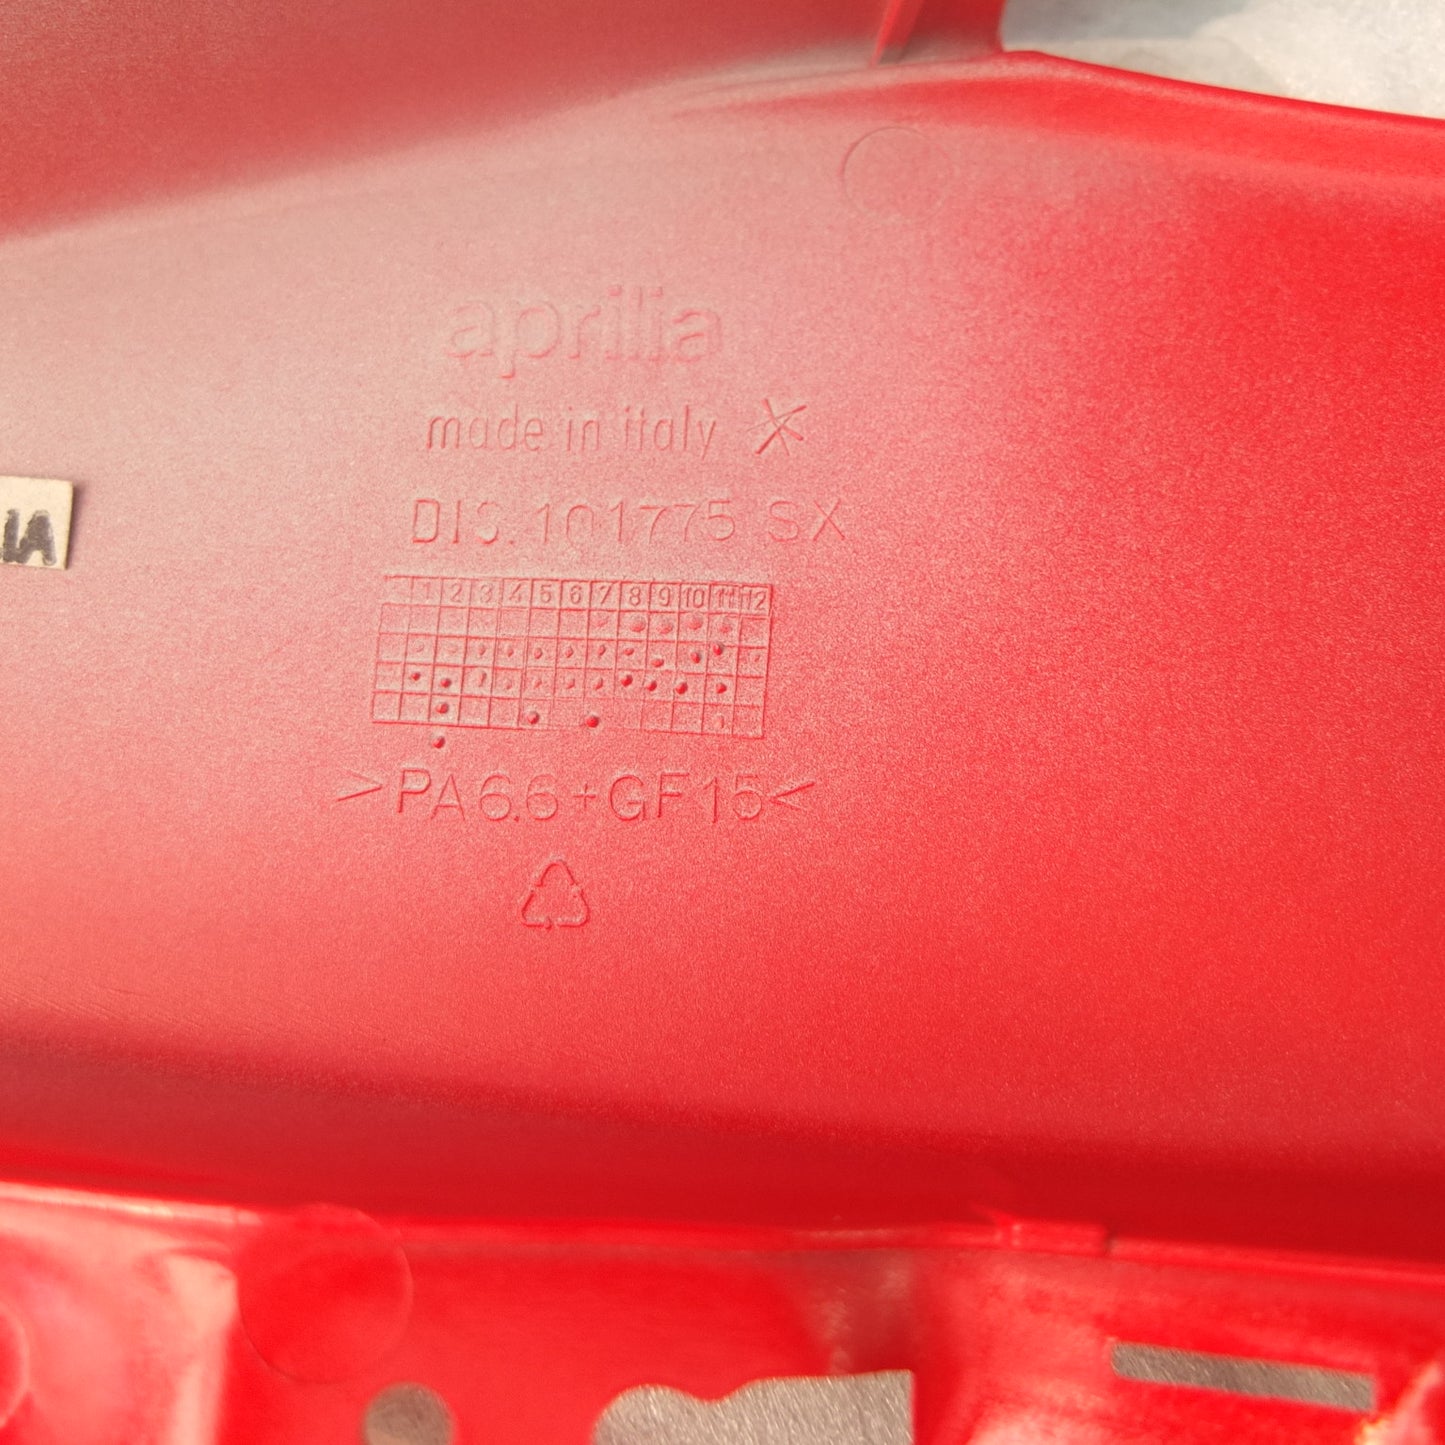 aprilia
made in italy
DIS. 101775 SX
1 2 3 4 5 6 7 8 9 10 11 12
IA
>PA6.6+GF15<